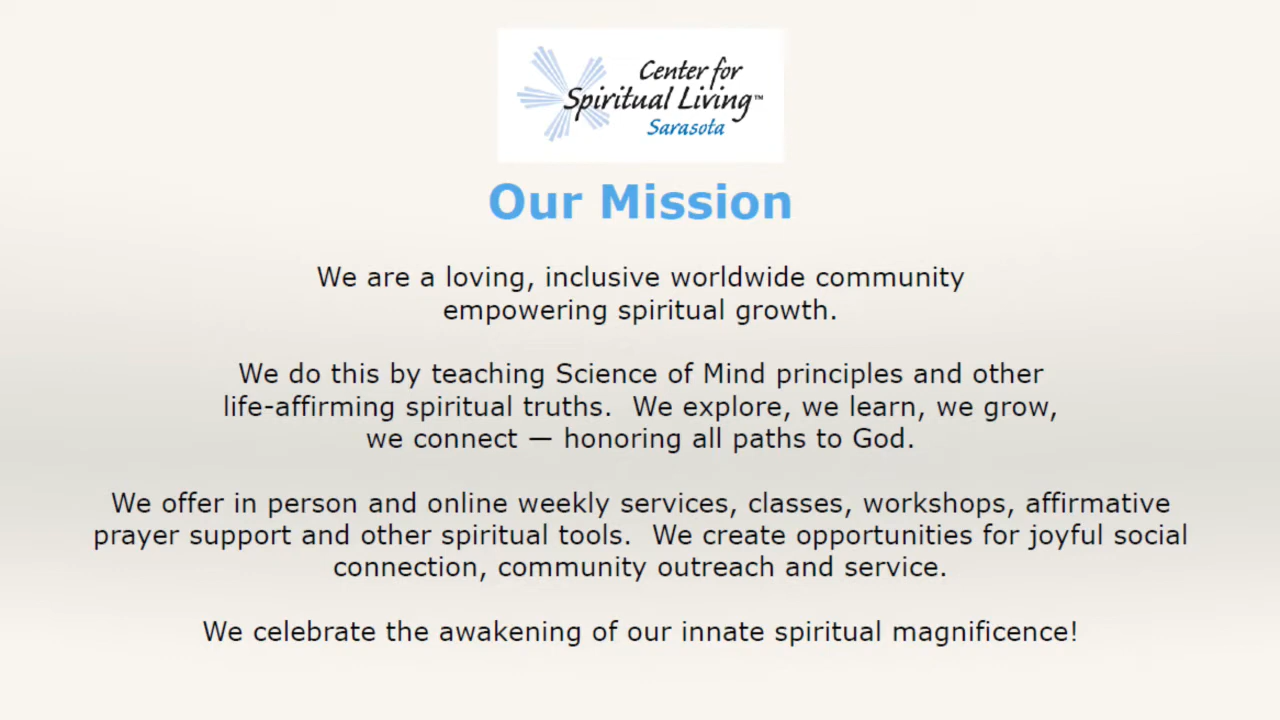 Center for
Spiritual Living™
Sarasota
Our Mission
We are a loving, inclusive worldwide community
empowering spiritual growth.
We do this by teaching Science of Mind principles and other
life-affirming spiritual truths.  We explore, we learn, we grow,
we connect — honoring all paths to God.
We offer in person and online weekly services, classes, workshops, affirmative
prayer support and other spiritual tools.  We create opportunities for joyful social
connection, community outreach and service.
We celebrate the awakening of our innate spiritual magnificence!